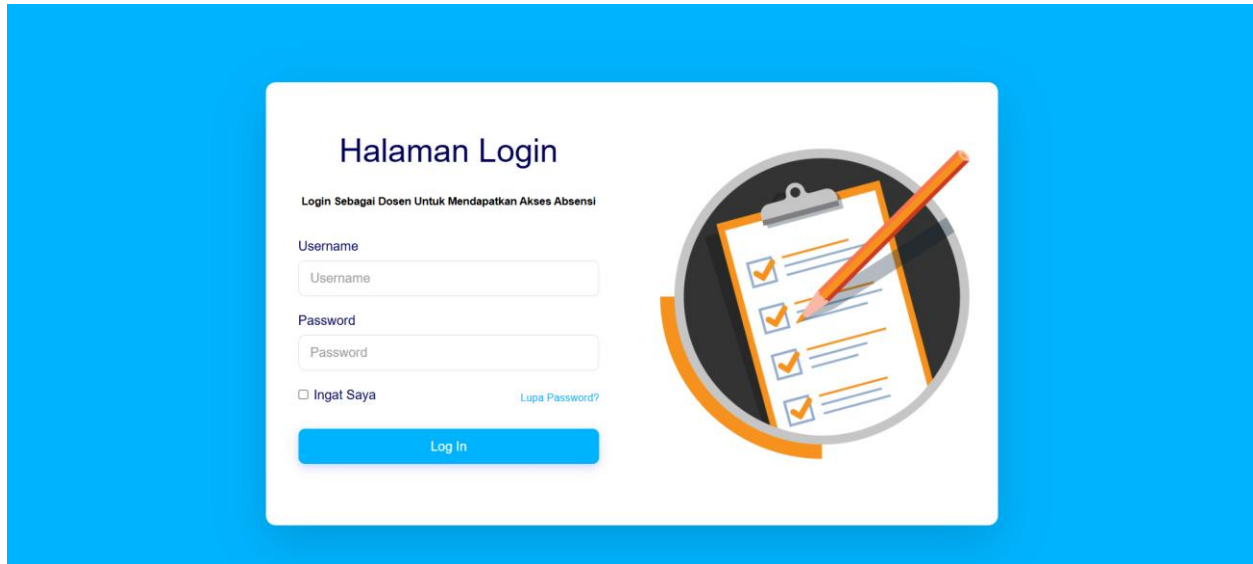 Halaman Login
Login Sebagai Dosen Untuk Mendapatkan Akses Absensi
Username
Username
Password
Password
Ingat Saya
Lupa Password?
Log In